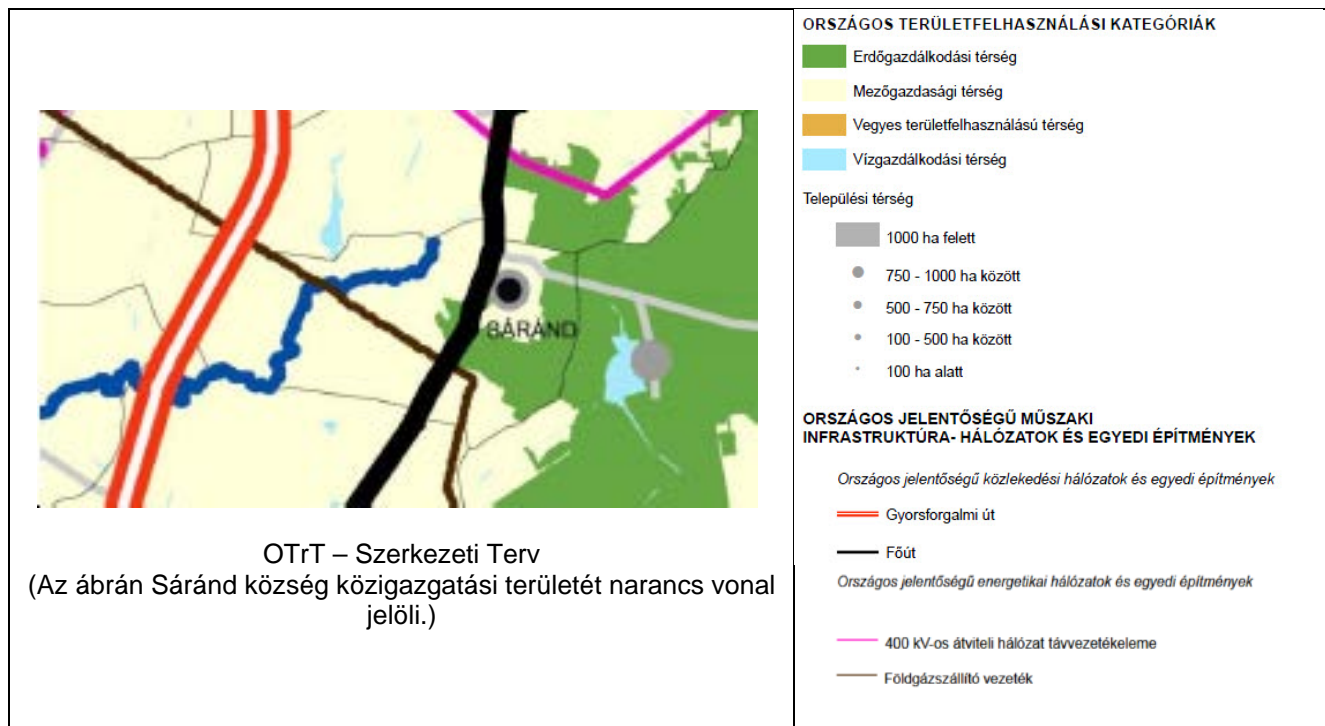 SÁRÁND
OTrT – Szerkezeti Terv
(Az ábrán Sáránd község közigazgatási területét narancs vonal
jelöli.)
ORSZÁGOS TERÜLETFELHASZNÁLÁSI KATEGÓRIÁK
Erdőgazdálkodási térség
Mezőgazdasági térség
Vegyes területfelhasználású térség
Vízgazdálkodási térség
Települési térség
1000 ha felett
750 - 1000 ha között
500 - 750 ha között
100 - 500 ha között
100 ha alatt
ORSZÁGOS JELENTŐSÉGŰ MŰSZAKI
INFRASTRUKTÚRA- HÁLÓZATOK ÉS EGYEDI ÉPÍTMÉNYEK
Országos jelentőségű közlekedési hálózatok és egyedi építmények
Gyorsforgalmi út
Főút
Országos jelentőségű energetikai hálózatok és egyedi építmények
400 kV-os átviteli hálózat távvezetékeleme
Földgázszállító vezeték